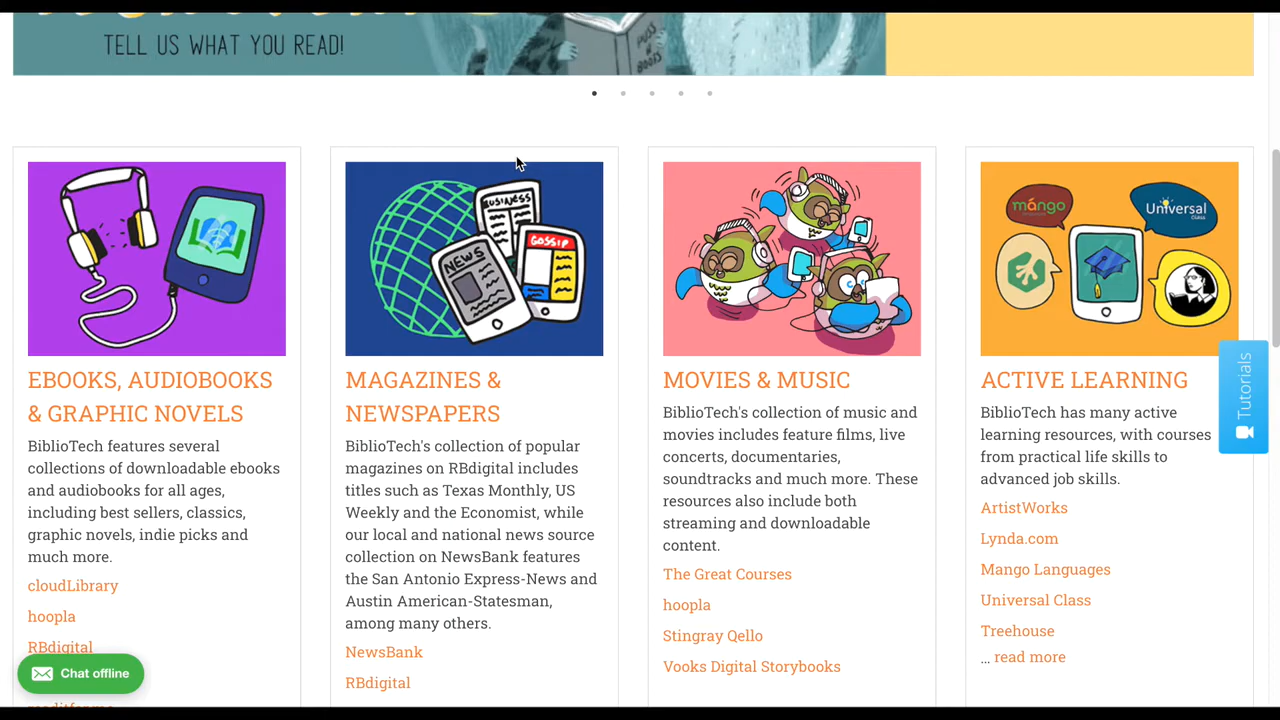 TELL US WHAT YOU READ!
PUSS
BOOTS
BUSINESS
NEWS
GOSSIP
mango
Universal
Class
EBOOKS, AUDIOBOOKS
& GRAPHIC NOVELS
BiblioTech features several
collections of downloadable ebooks
and audiobooks for all ages,
including best sellers, classics,
graphic novels, indie picks and
much more.
cloudLibrary
hoopla
RBdigital
MAGAZINES &
NEWSPAPERS
BiblioTech's collection of popular
magazines on RBdigital includes
titles such as Texas Monthly, US
Weekly and the Economist, while
our local and national news source
collection on NewsBank features
the San Antonio Express-News and
Austin American-Statesman,
among many others.
NewsBank
RBdigital
MOVIES & MUSIC
BiblioTech's collection of music and
movies includes feature films, live
concerts, documentaries,
soundtracks and much more. These
resources also include both
streaming and downloadable
content.
The Great Courses
hoopla
Stingray Qello
Vooks Digital Storybooks
ACTIVE LEARNING
BiblioTech has many active
learning resources, with courses
from practical life skills to
advanced job skills.
ArtistWorks
Lynda.com
Mango Languages
Universal Class
Treehouse
... read more
Tutorials
Chat offline